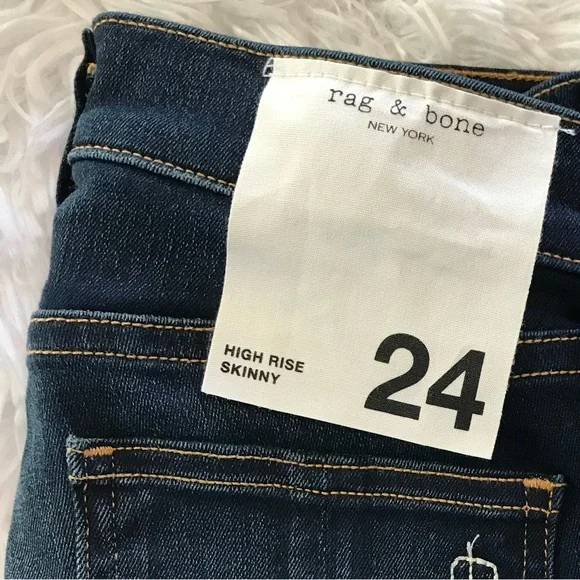 rag & bone
NEW YORK
HIGH RISE
SKINNY
24